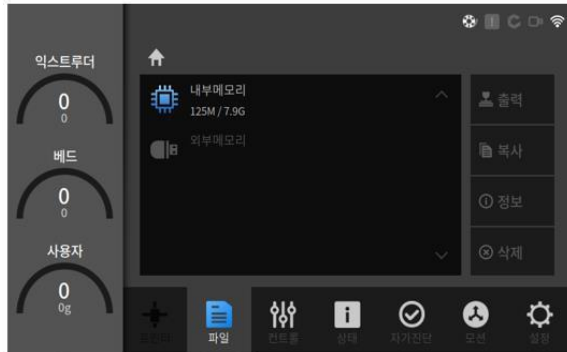 익스트루더
0
0
베드
0
0
사용자
0
0g
내부메모리
125M / 7.9G
외부메모리
출력
복사
정보
삭제
파일
컨트롤
상태
자가진단
모션
설정